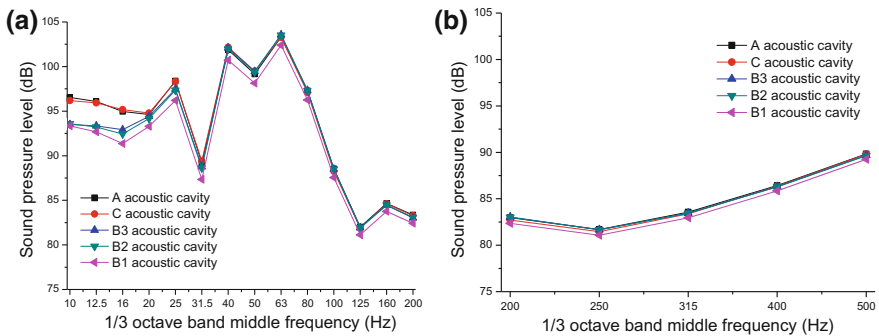 (a)
Sound pressure level (dB)
105
100
95
90
85
80
75
A acoustic cavity
C acoustic cavity
B3 acoustic cavity
B2 acoustic cavity
B1 acoustic cavity
10 12.5 16 20 25 31.5 40 50 63 80 100 125 160 200
1/3 octave band middle frequency (Hz)
(b)
Sound pressure level (dB)
105
100
95
90
85
80
75
A acoustic cavity
C acoustic cavity
B3 acoustic cavity
B2 acoustic cavity
B1 acoustic cavity
200 250 315 400 500
1/3 octave band middle frequency (Hz)